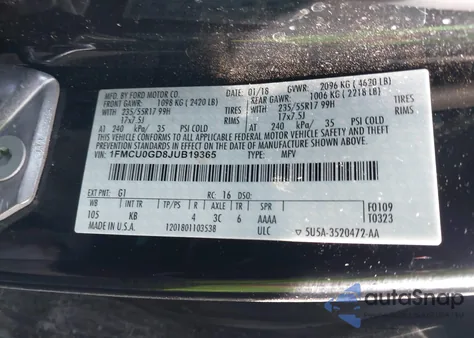 MFD. BY FORD MOTOR CO. DATE: 01/18 GVWR: 2096 KG ( 4620 LB)
FRONT GAWR: 1098 KG ( 2420 LB) REAR GAWR: 1006 KG ( 2218 LB)
WITH 235/55R17 99H TIRES WITH 235/55R17 99H TIRES
17x7.5J RIMS 17x7.5J RIMS
AT 240 kPa/ 35 PSI COLD AT 240 kPa/ 35 PSI COLD
THIS VEHICLE CONFORMS TO ALL APPLICABLE FEDERAL MOTOR VEHICLE SAFETY, BUMPER, AND THEFT
PREVENTION STANDARDS IN EFFECT ON THE DATE OF MANUFACTURE SHOWN ABOVE.
VIN: 1FMCU0GD8JUB19365 TYPE: MPV
EXT PNT: G1 RC: 16 DSO: F0109
WB INT TR TP/PS R AXLE TR SPR T0323
105 KB 4 3C 6 AAAA
MADE IN U.S.A. 1201801103538 ULC 5U5A-3520472-AA
autoSnap